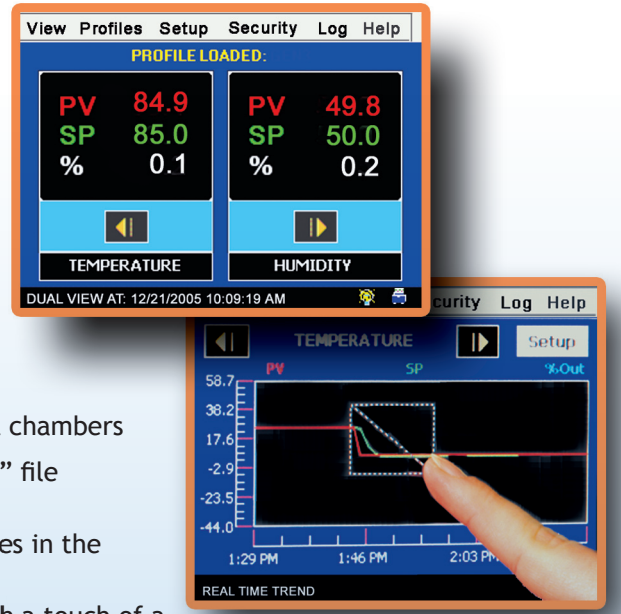 View Profiles Setup Security Log Help
PROFILE LOADED:
PV 84.9
SP 85.0
% 0.1
PV 49.8
SP 50.0
% 0.2
TEMPERATURE
HUMIDITY
DUAL VIEW AT: 12/21/2005 10:09:19 AM
Log Help
TEMPERATURE
Setup
PV SP %Out
58.7
38.2
17.6
-2.9
-23.5
-44.0
1:29 PM 1:46 PM 2:03
REAL TIME TREND
chambers
” file
in the
touch of a